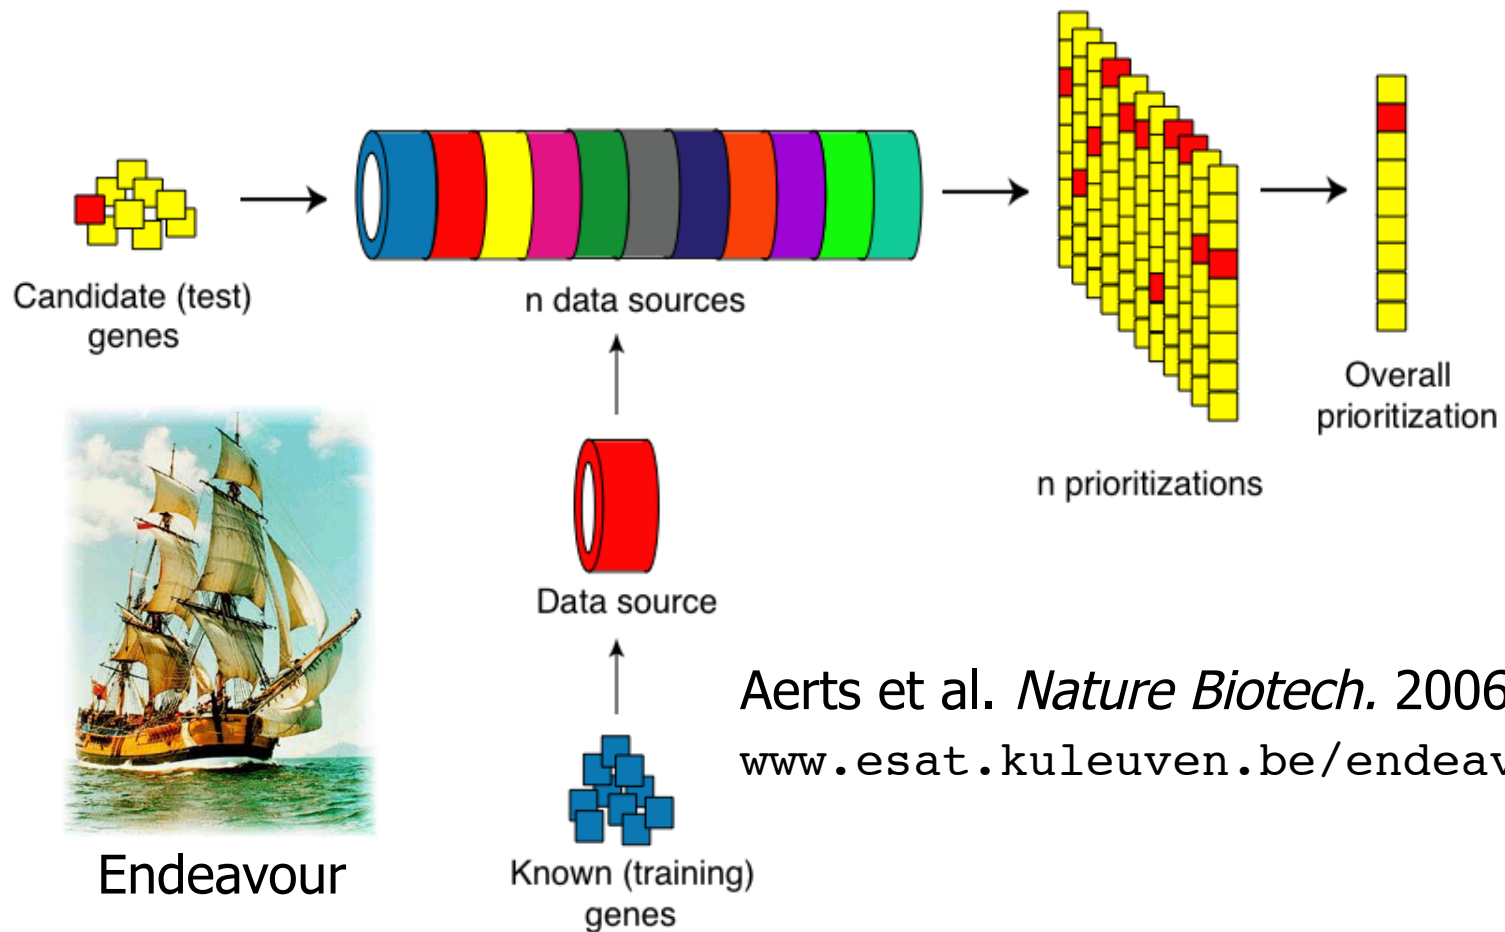 Candidate (test)
genes
n data sources
n prioritizations
Overall
prioritization
Data source
Known (training)
genes
Endeavour
Aerts et al. Nature Biotech. 2006
www.esat.kuleuven.be/endeav